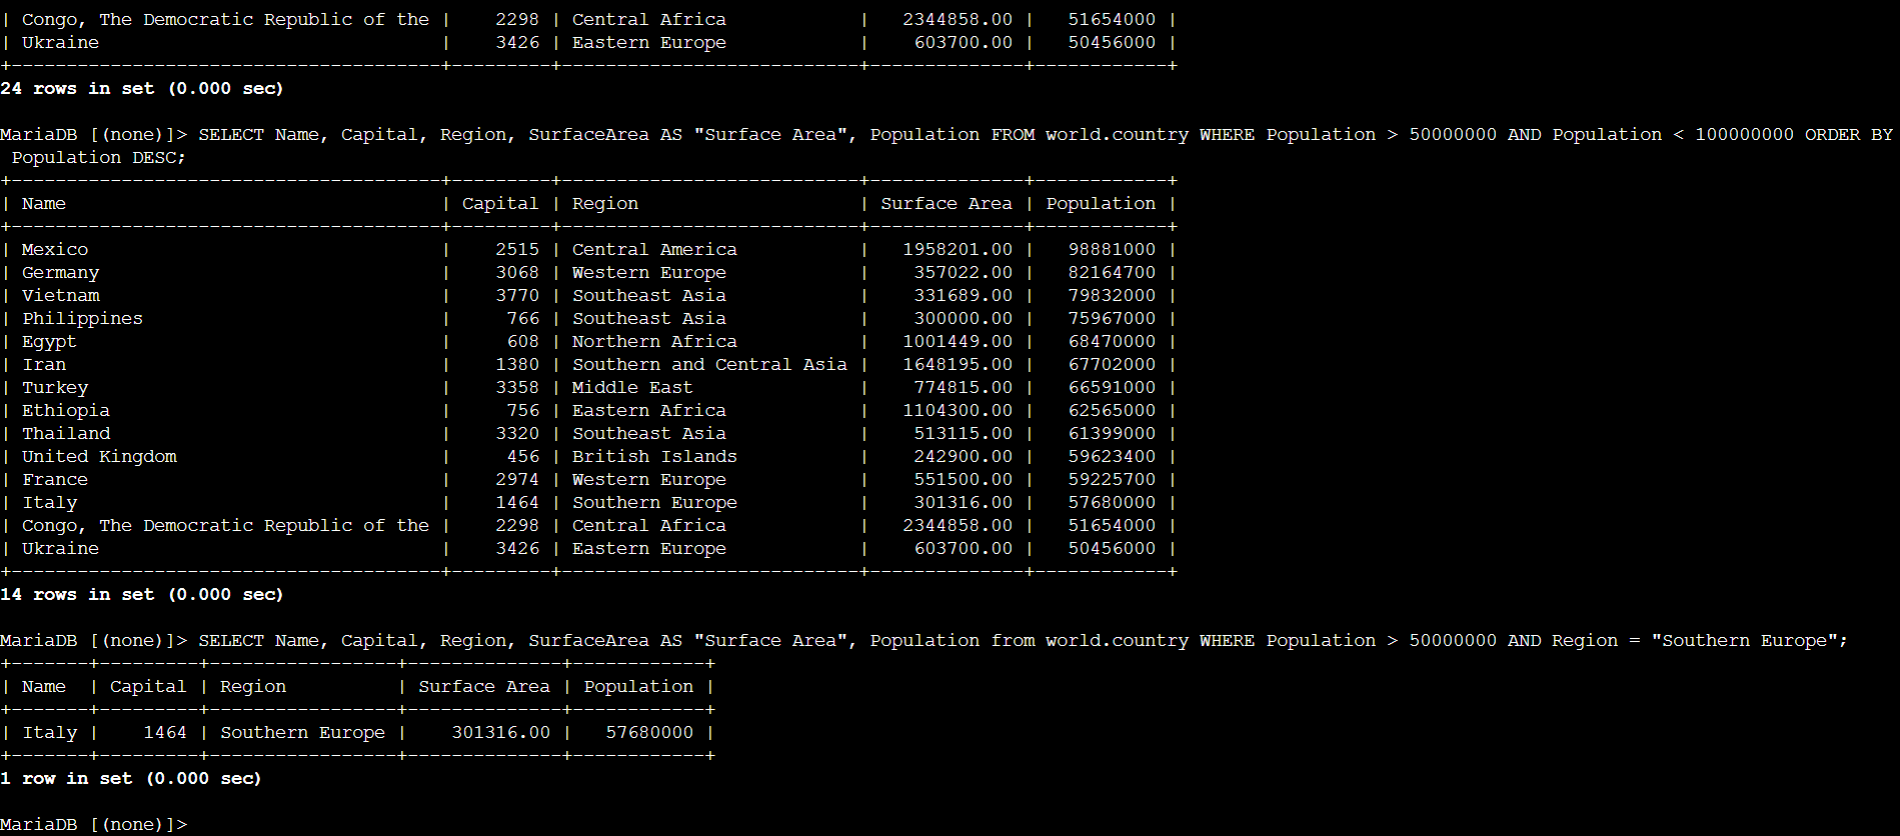 | Congo, The Democratic Republic of the |    2298 | Central Africa            |   2344858.00 |   51654000 |
| Ukraine                               |    3426 | Eastern Europe            |    603700.00 |   50456000 |
+---------------------------------------+---------+---------------------------+--------------+------------+
24 rows in set (0.000 sec)

MariaDB [(none)]> SELECT Name, Capital, Region, SurfaceArea AS "Surface Area", Population FROM world.country WHERE Population > 50000000 AND Population < 100000000 ORDER BY
 Population DESC;
+---------------------------------------+---------+---------------------------+--------------+------------+
| Name                                  | Capital | Region                    | Surface Area | Population |
+---------------------------------------+---------+---------------------------+--------------+------------+
| Mexico                                |    2515 | Central America           |   1958201.00 |   98881000 |
| Germany                               |    3068 | Western Europe            |    357022.00 |   82164700 |
| Vietnam                               |    3770 | Southeast Asia            |    331689.00 |   79832000 |
| Philippines                           |     766 | Southeast Asia            |    300000.00 |   75967000 |
| Egypt                                 |     608 | Northern Africa           |   1001449.00 |   68470000 |
| Iran                                  |    1380 | Southern and Central Asia |   1648195.00 |   67702000 |
| Turkey                                |    3358 | Middle East               |    774815.00 |   66591000 |
| Ethiopia                              |     756 | Eastern Africa            |   1104300.00 |   62565000 |
| Thailand                              |    3320 | Southeast Asia            |    513115.00 |   61399000 |
| United Kingdom                        |     456 | British Islands           |    242900.00 |   59623400 |
| France                                |    2974 | Western Europe            |    551500.00 |   59225700 |
| Italy                                 |    1464 | Southern Europe           |    301316.00 |   57680000 |
| Congo, The Democratic Republic of the |    2298 | Central Africa            |   2344858.00 |   51654000 |
| Ukraine                               |    3426 | Eastern Europe            |    603700.00 |   50456000 |
+---------------------------------------+---------+---------------------------+--------------+------------+
14 rows in set (0.000 sec)

MariaDB [(none)]> SELECT Name, Capital, Region, SurfaceArea AS "Surface Area", Population from world.country WHERE Population > 50000000 AND Region = "Southern Europe";
+-------+---------+-----------------+--------------+------------+
| Name  | Capital | Region          | Surface Area | Population |
+-------+---------+-----------------+--------------+------------+
| Italy |    1464 | Southern Europe |    301316.00 |   57680000 |
+-------+---------+-----------------+--------------+------------+
1 row in set (0.000 sec)

MariaDB [(none)]>